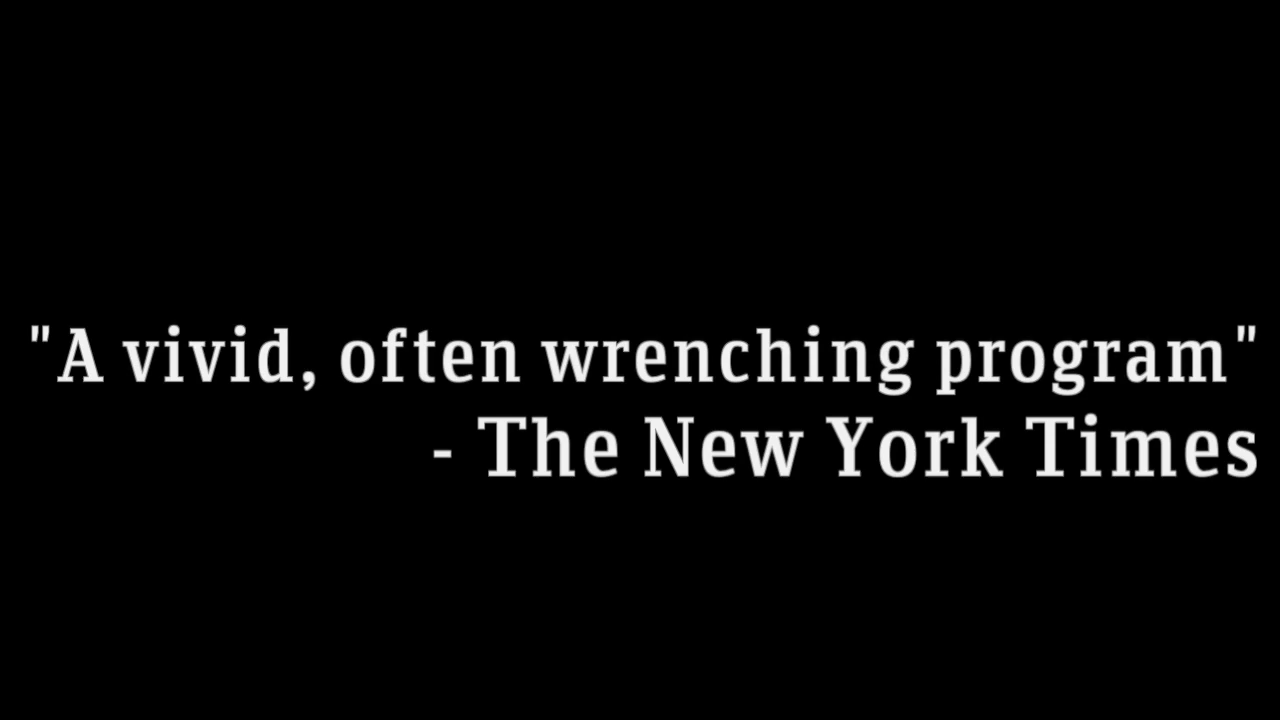 "A vivid, often wrenching program"
- The New York Times